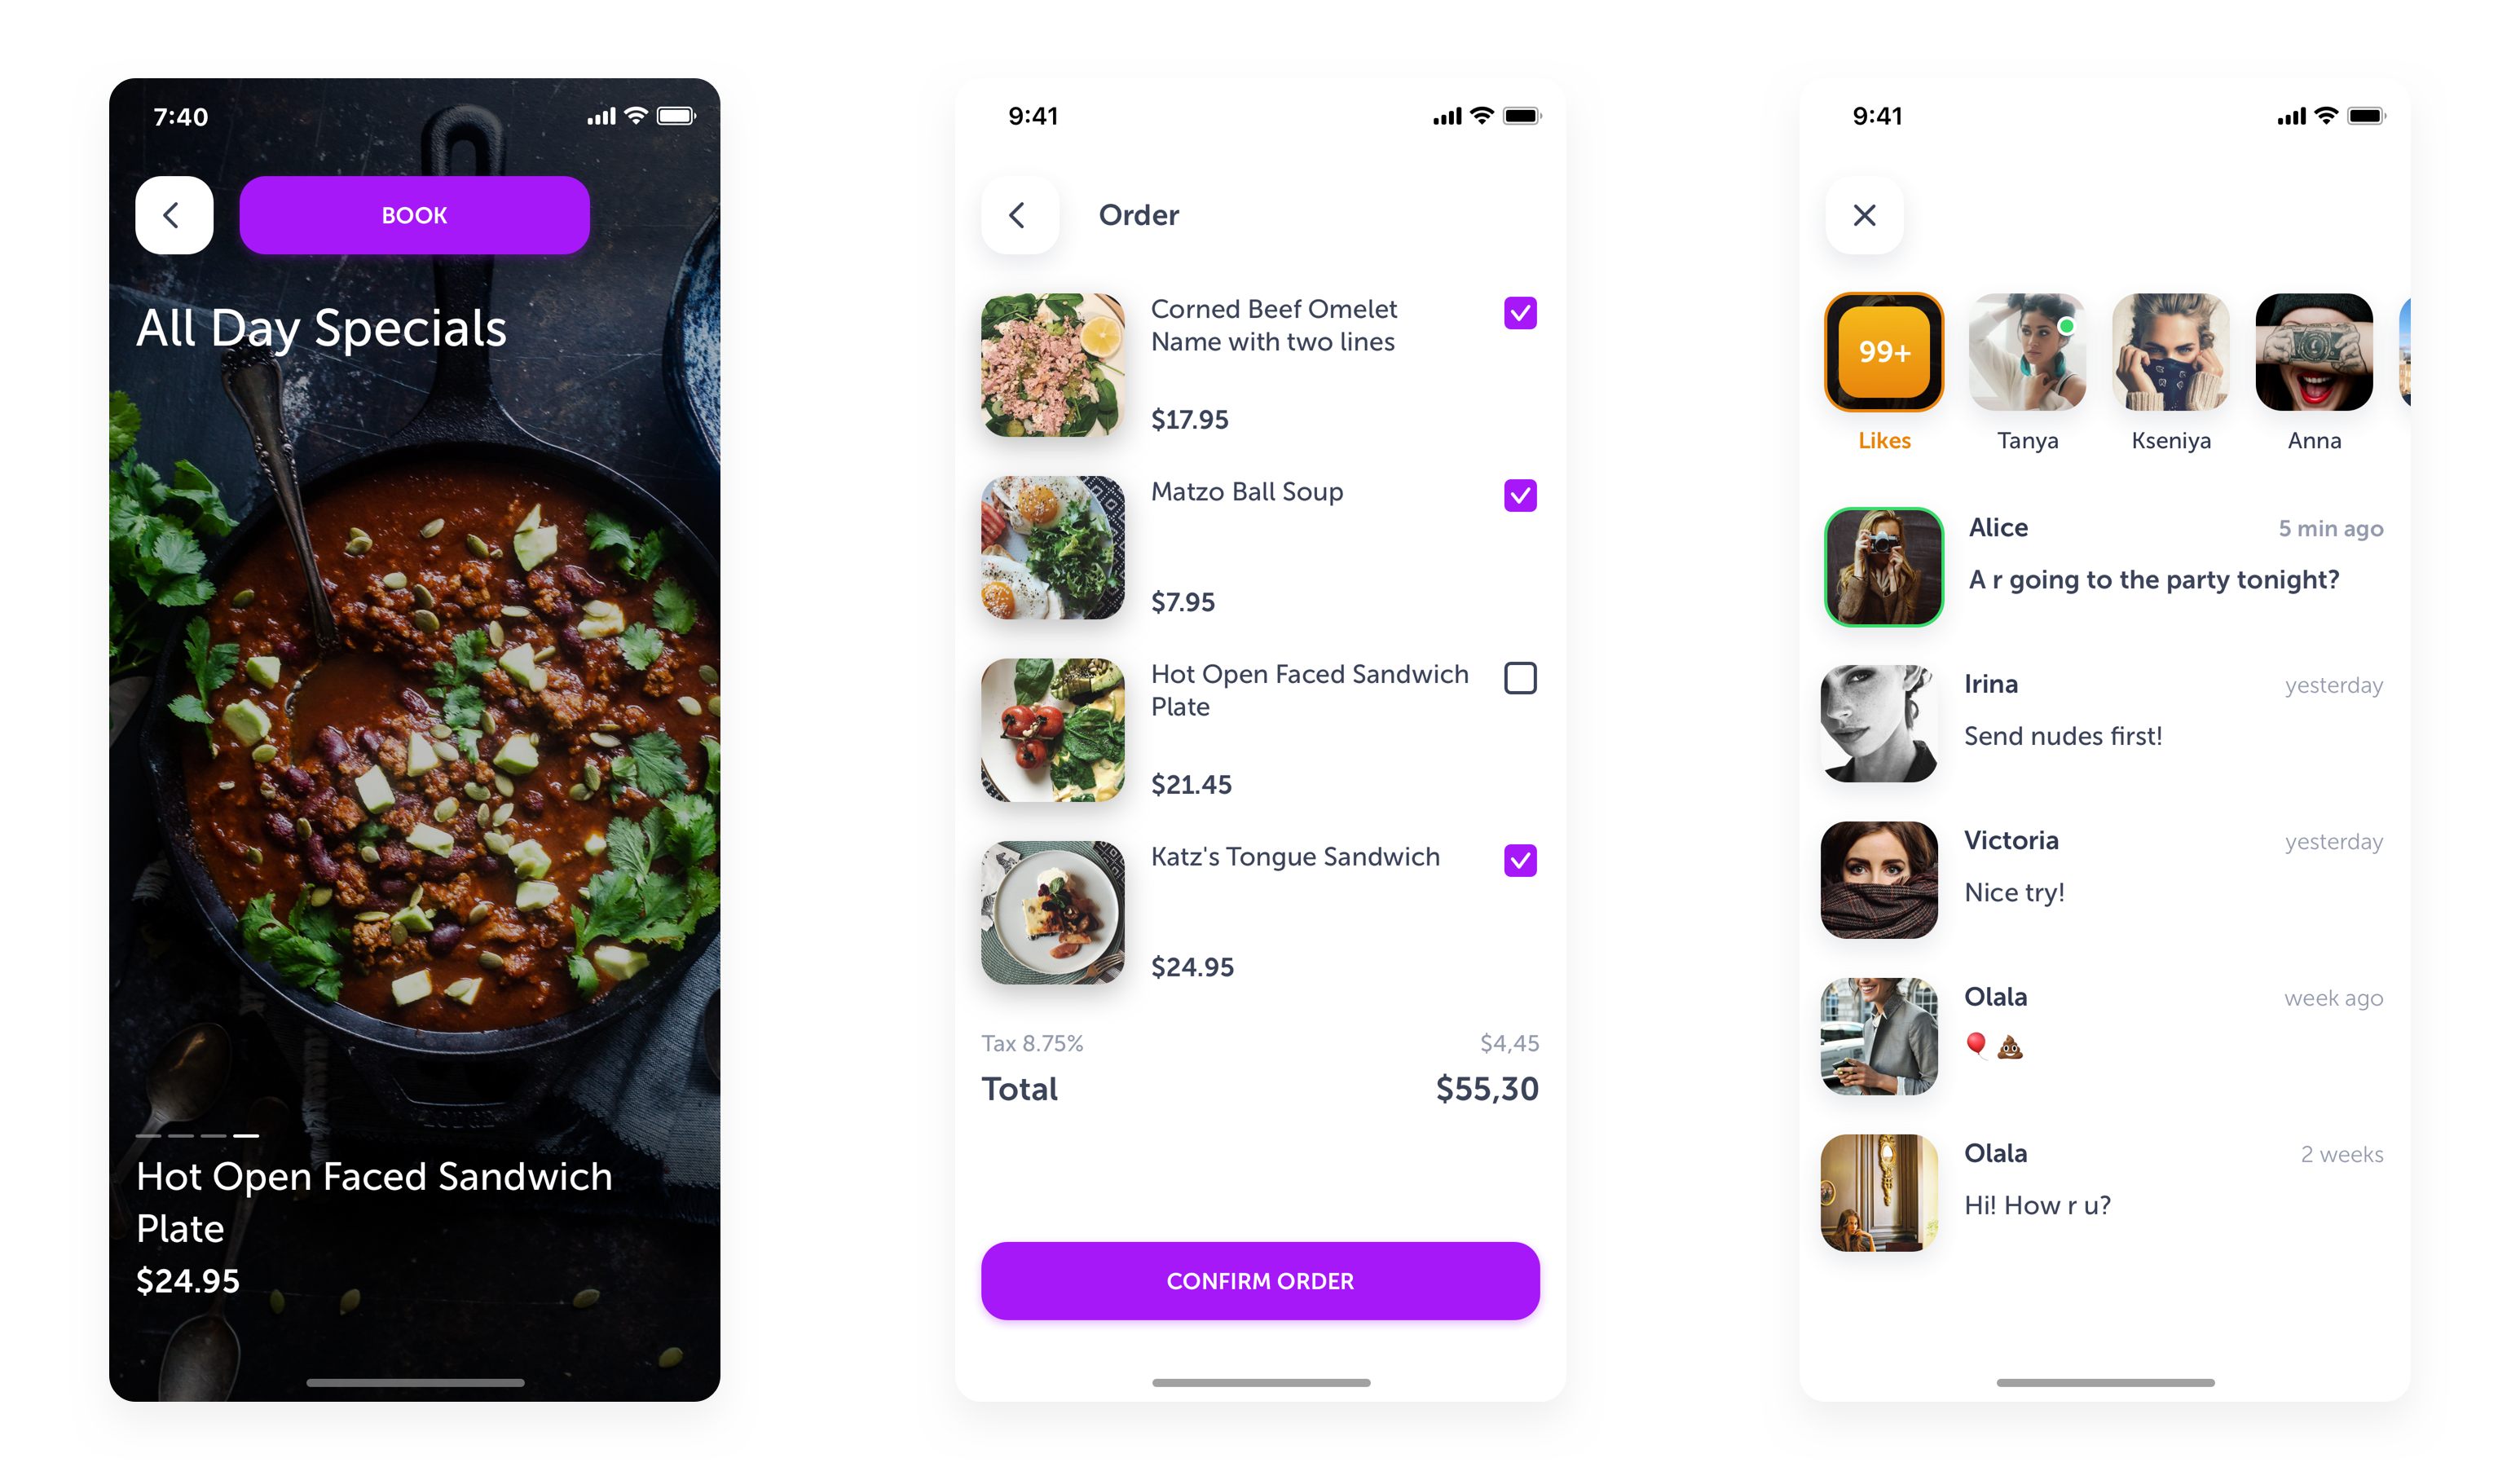 7:40
BOOK
All Day Specials
Hot Open Faced Sandwich
Plate
$24.95
9:41
Order
Corned Beef Omelet
Name with two lines
$17.95
Matzo Ball Soup
$7.95
Hot Open Faced Sandwich
Plate
$21.45
Katz's Tongue Sandwich
$24.95
Tax 8.75% $4,45
Total $55,30
CONFIRM ORDER
9:41
99+
Likes Tanya Kseniya Anna
Alice 5 min ago
A r going to the party tonight?
Irina yesterday
Send nudes first!
Victoria yesterday
Nice try!
Olala week ago
🎈 💩
Olala 2 weeks
Hi! How r u?